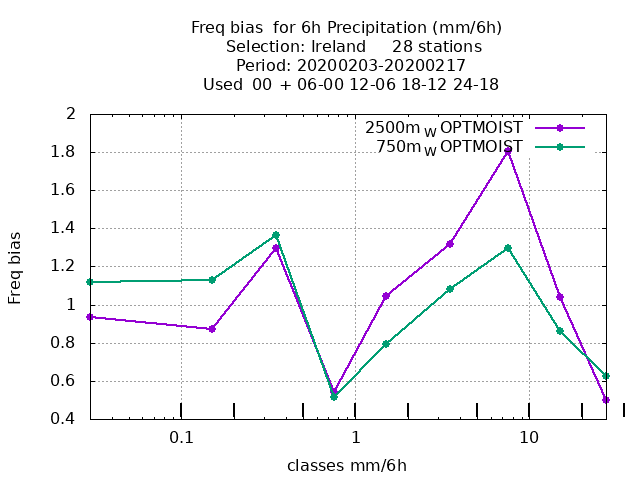 Freq bias  for 6h Precipitation (mm/6h)
Selection: Ireland     28 stations
Period: 20200203-20200217
Used  00  + 06-00 12-06 18-12 24-18
2500m W OPTMOIST
750m W OPTMOIST
2
1.8
1.6
1.4
1.2
1
0.8
0.6
0.4
Freq bias
0.1 1 10
classes mm/6h